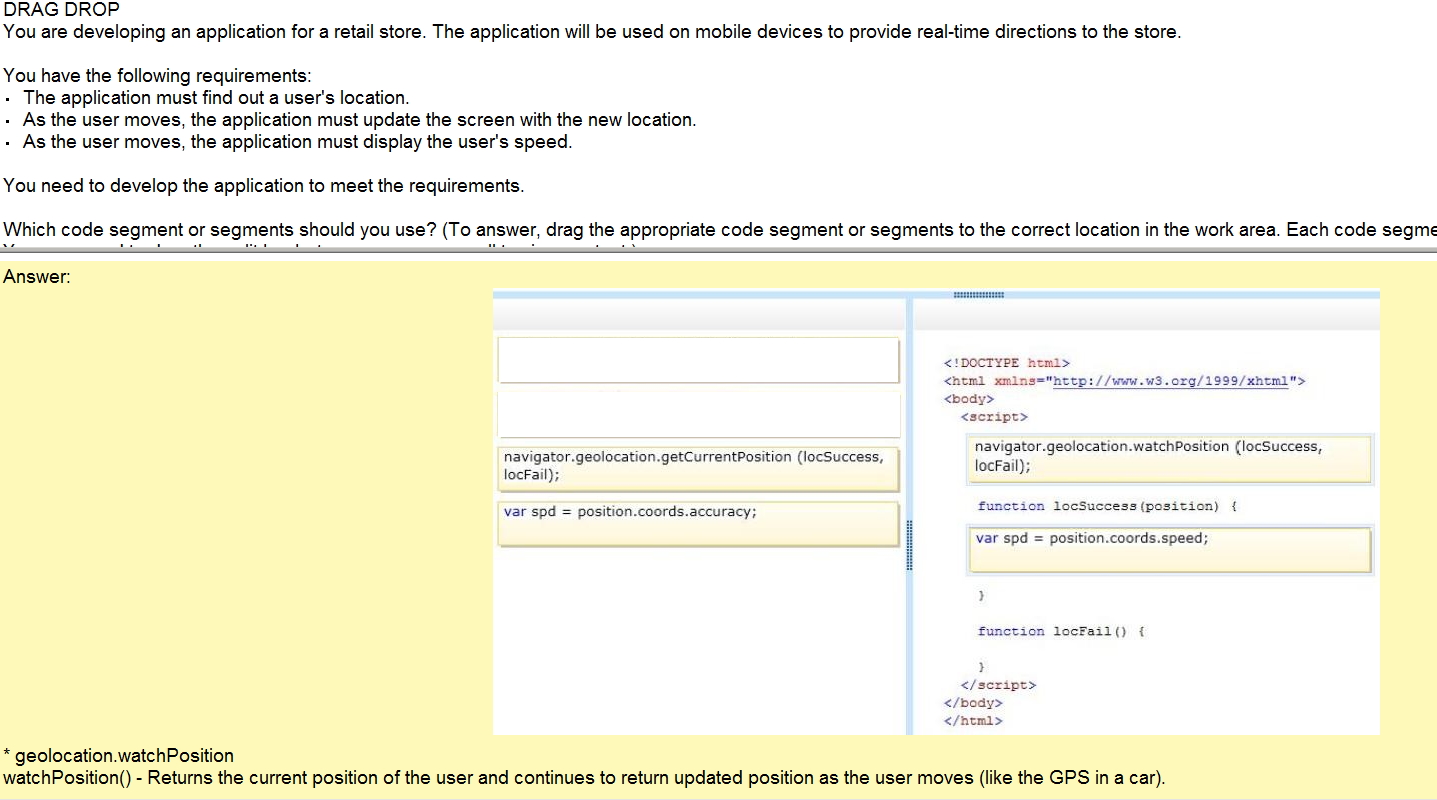 DRAG DROP
You are developing an application for a retail store. The application will be used on mobile devices to provide real-time directions to the store.
You have the following requirements:
· The application must find out a user's location.
· As the user moves, the application must update the screen with the new location.
· As the user moves, the application must display the user's speed.
You need to develop the application to meet the requirements.
Which code segment or segments should you use? (To answer, drag the appropriate code segment or segments to the correct location in the work area. Each code segme
Answer:
navigator.geolocation.getCurrentPosition (locSuccess,
locFail);
var spd = position.coords.accuracy;
<!DOCTYPE html>
<html xmlns="http://www.w3.org/1999/xhtml">
<body>
<script>
navigator.geolocation.watchPosition (locSuccess,
locFail);
function locSuccess(position) {
var spd = position.coords.speed;
}
function locFail() {
}
</script>
</body>
</html>
* geolocation.watchPosition
watchPosition() - Returns the current position of the user and continues to return updated position as the user moves (like the GPS in a car).